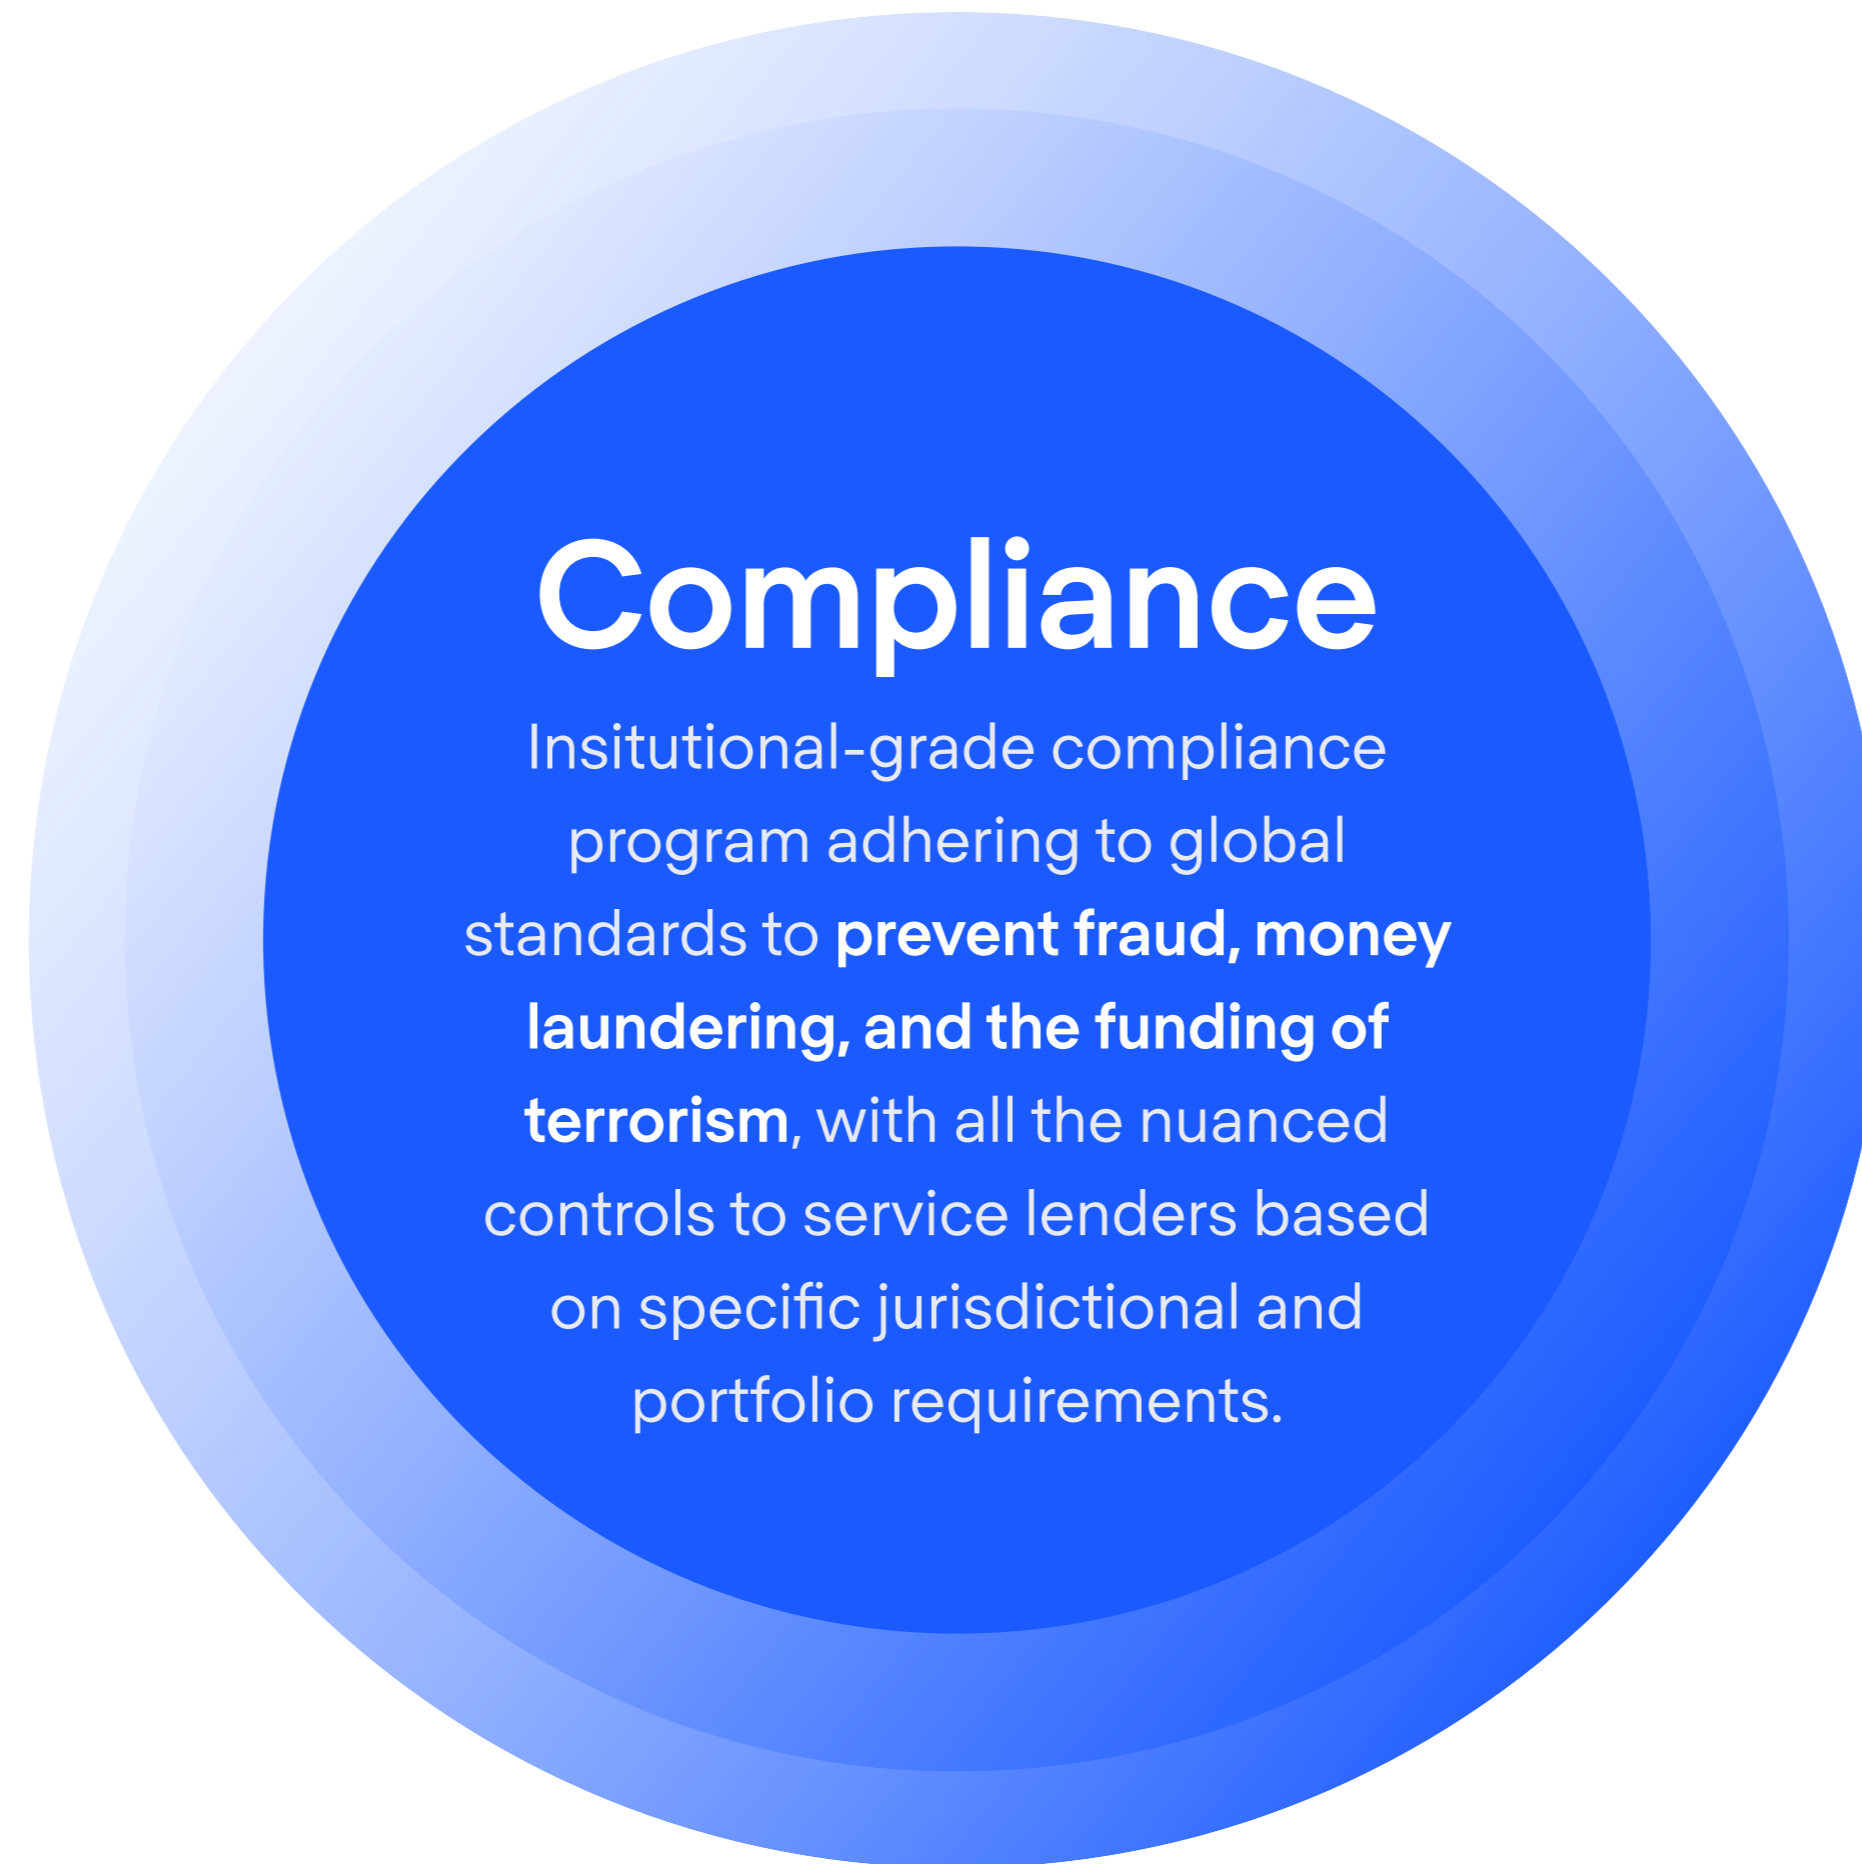 Compliance
Insitutional-grade compliance
program adhering to global
standards to prevent fraud, money
laundering, and the funding of
terrorism, with all the nuanced
controls to service lenders based
on specific jurisdictional and
portfolio requirements.